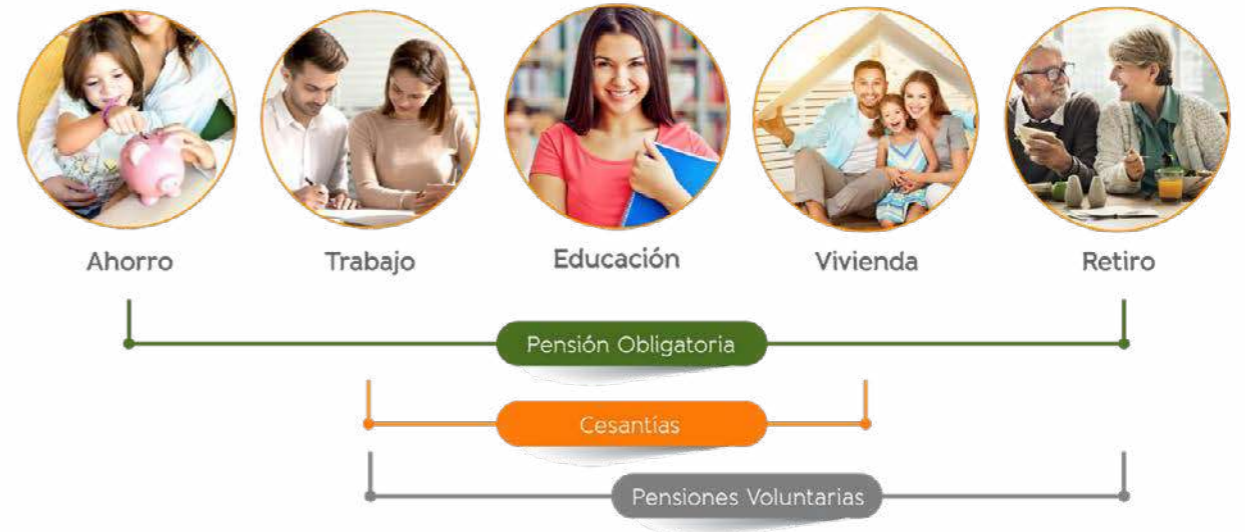 Ahorro
Trabajo
Educación
Vivienda
Retiro
Pensión Obligatoria
Cesantías
Pensiones Voluntarias